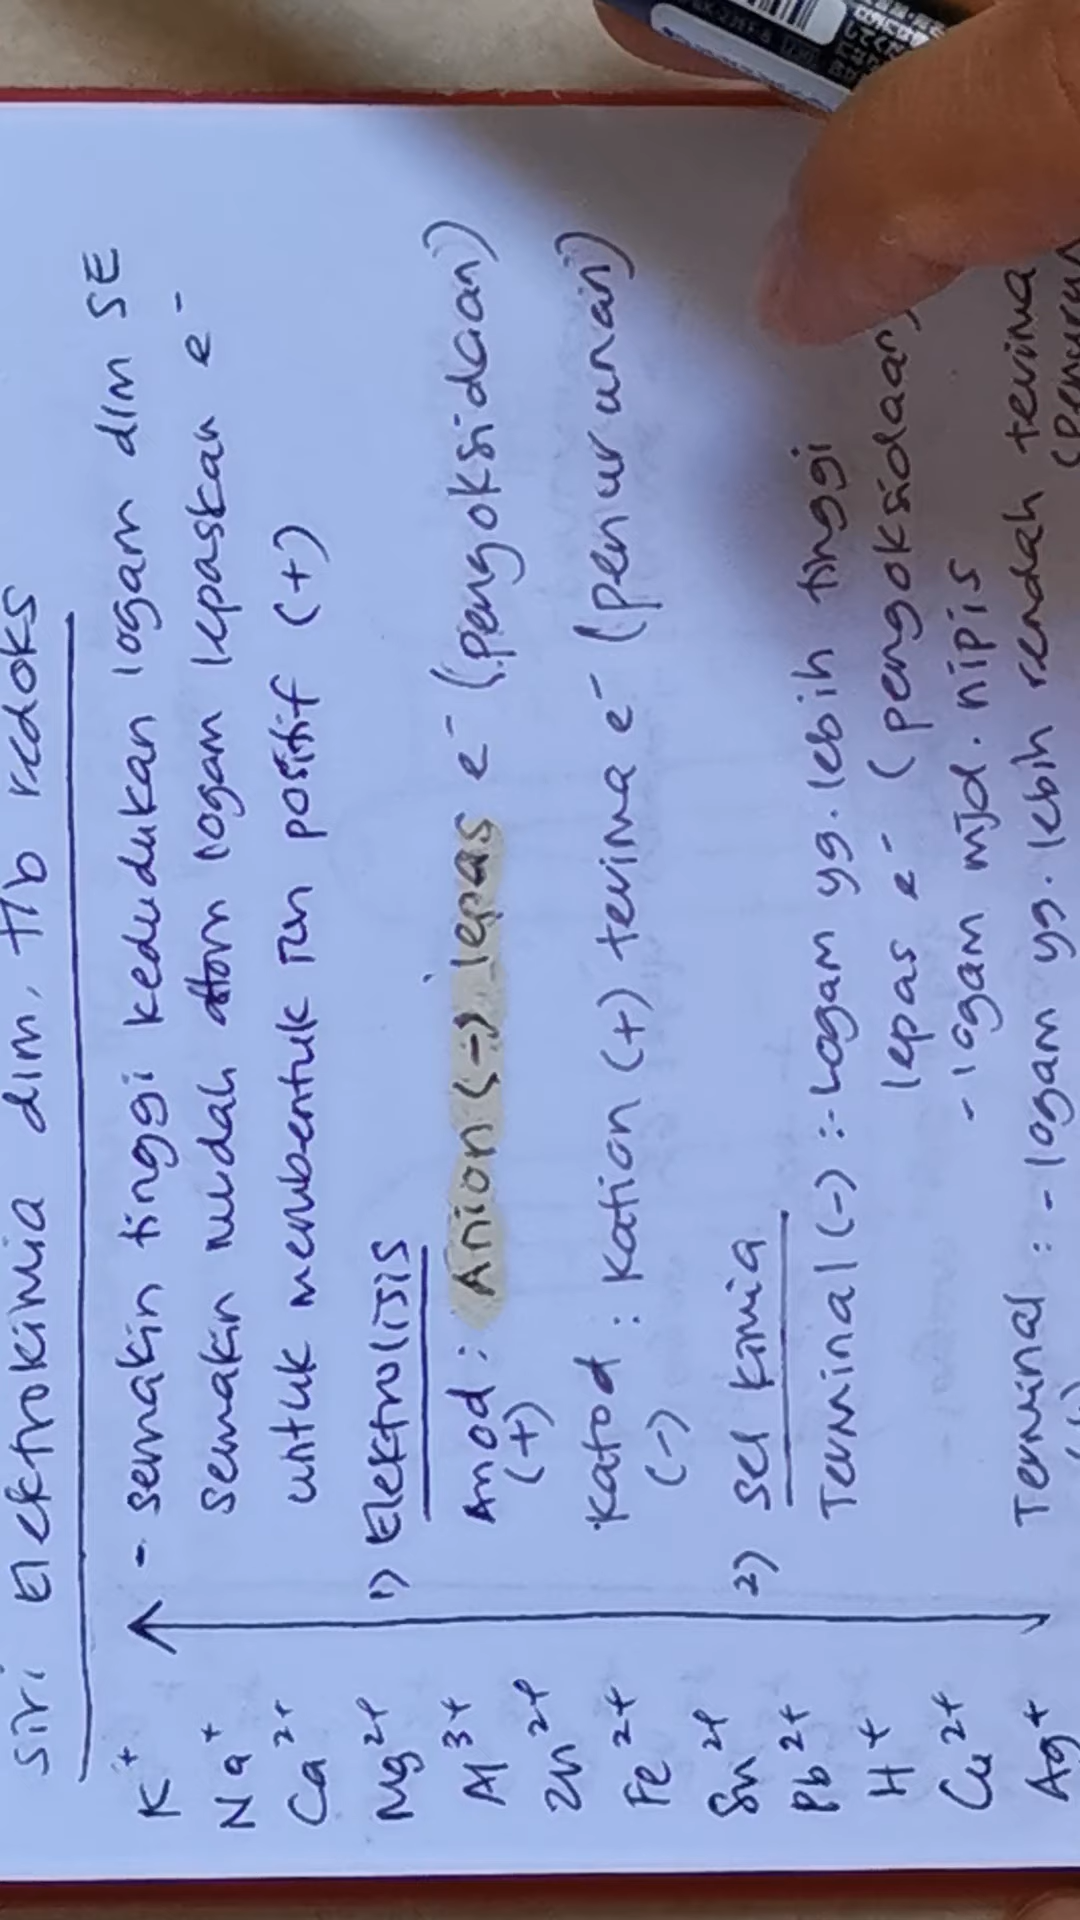 Siri Elektrokimia dlm. t/b redoks
K⁺
Na⁺
Ca²⁺
Mg²⁺
Al³⁺
Zn²⁺
Fe²⁺
Sn²⁺
Pb²⁺
H⁺
Cu²⁺
Ag⁺
- semakin tinggi kedudukan logam dlm SE
semakin mudah atom logam lepaskan e⁻
untuk membentuk ion positif (+)
1) Elektrolisis
Anod : Anion (-) lepas e⁻ (pengoksidaan)
(+)
Katod : Kation (+) terima e⁻ (penurunan)
(-)
2) Sel kimia
Terminal (-) :- Logam yg. lebih tinggi
lepas e⁻ (pengoksidaan)
- logam mjd. nipis
Terminal : - logam yg. lebih rendah terima